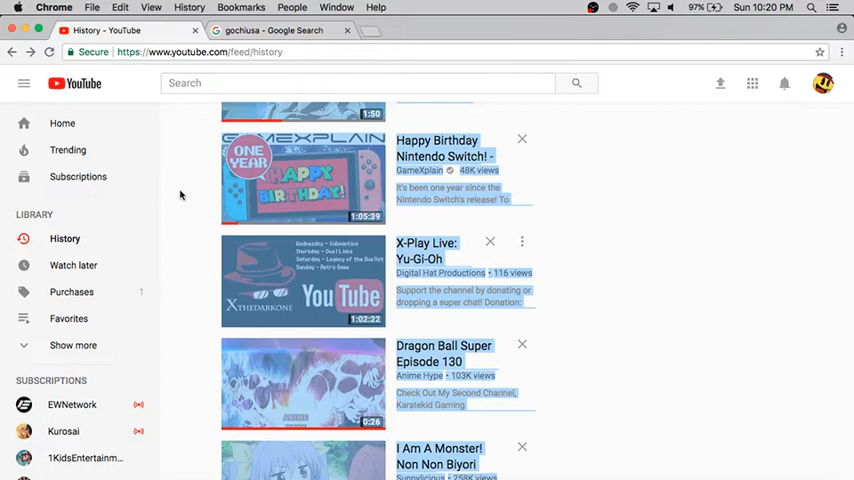 Chrome File Edit View History Bookmarks People Window Help 97% Sun 10:20 PM
History - YouTube gochiusa - Google Search
Secure https://www.youtube.com/feed/history
YouTube Search
Home
Trending
Subscriptions
LIBRARY
History
Watch later
Purchases 1
Favorites
Show more
SUBSCRIPTIONS
EWNetwork
Kurosai
1KidsEntertainm...
1:50
GAMEXPLAIN
ONE
YEAR
HAPPY
BIRTHDAY!
1:05:39
Happy Birthday
Nintendo Switch! -
GameXplain 48K views
It's been one year since the
Nintendo Switch's release! To
Wednesday - Subnautica
Thursday - Duel Links
Saturday - Legacy of the Duelist
Sunday - Retro Game
XTHEDARKONE
YouTube
1:02:22
X-Play Live:
Yu-Gi-Oh
Digital Hat Productions • 116 views
Support the channel by donating or
dropping a super chat! Donation:
ANIME
0:26
Dragon Ball Super
Episode 130
Anime Hype • 103K views
Check Out My Second Channel,
Karatekid Gaming
I Am A Monster!
Non Non Biyori
Sunnylicious • 258K views